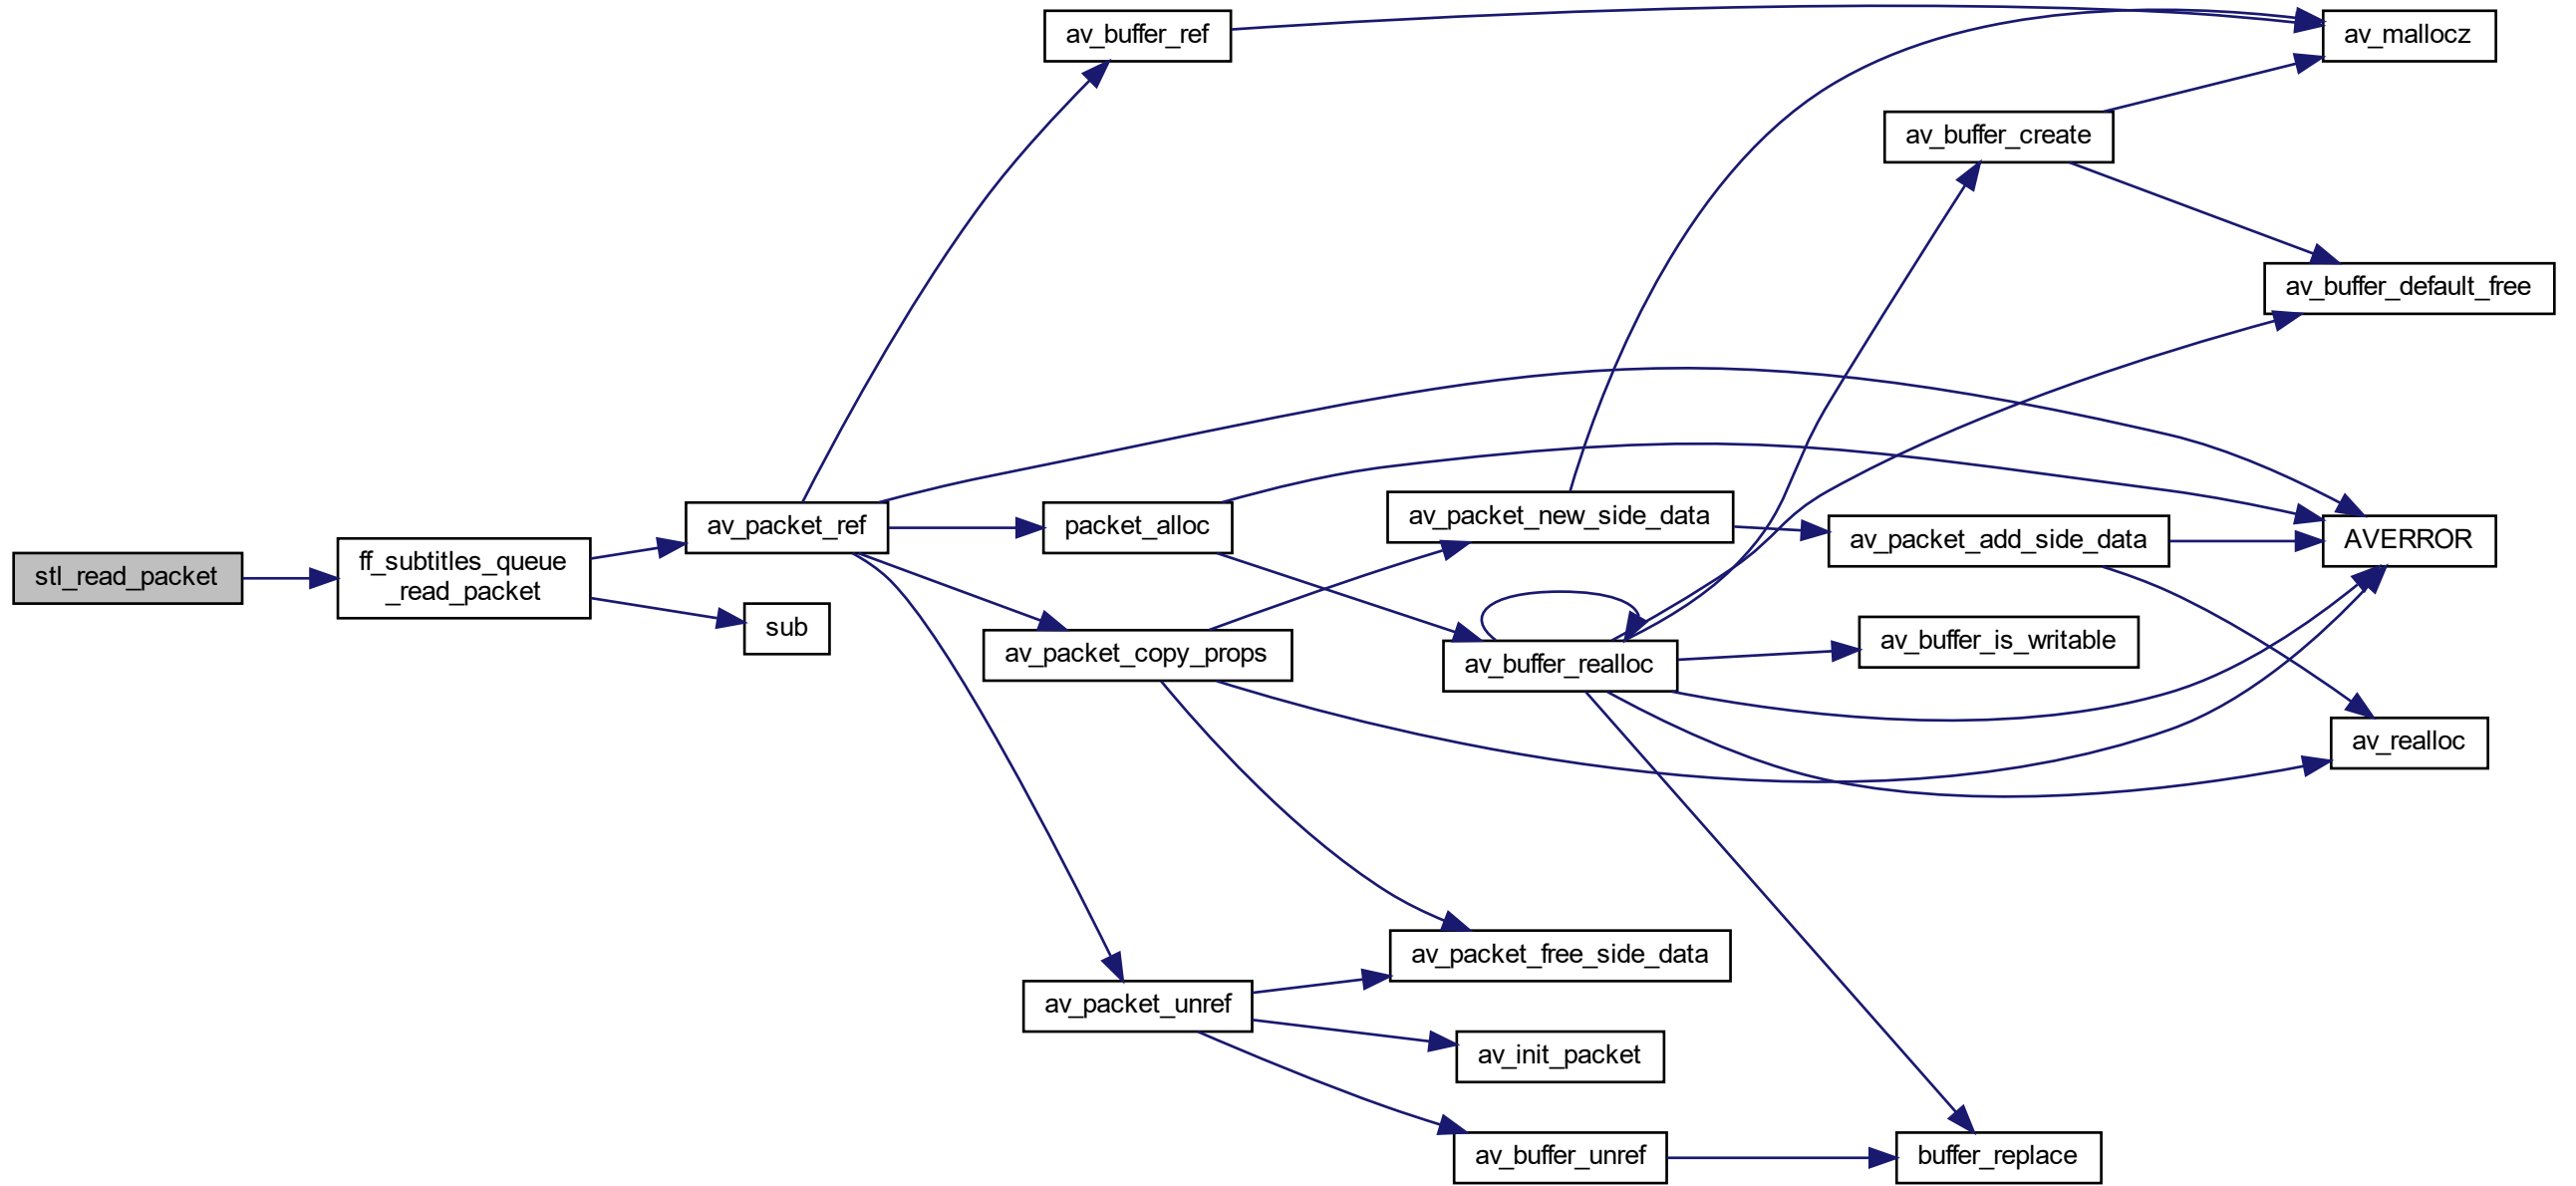 stl_read_packet
ff_subtitles_queue
_read_packet
av_packet_ref
sub
av_buffer_ref
packet_alloc
av_packet_copy_props
av_packet_unref
av_packet_new_side_data
av_buffer_realloc
av_packet_free_side_data
av_init_packet
av_buffer_unref
av_buffer_create
av_packet_add_side_data
av_buffer_is_writable
buffer_replace
av_mallocz
av_buffer_default_free
AVERROR
av_realloc